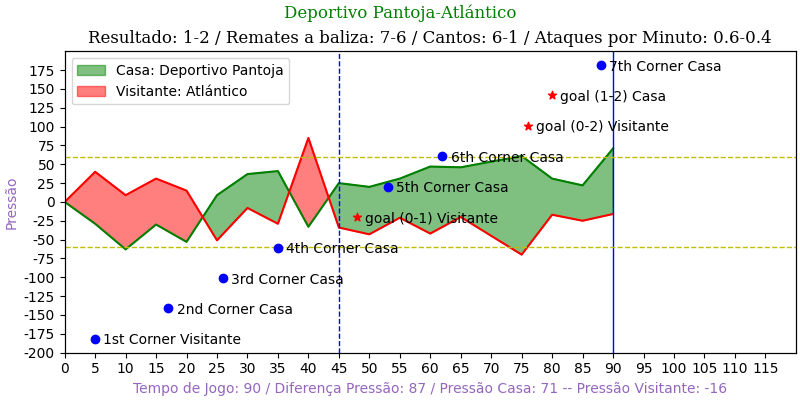 Deportivo Pantoja-Atlántico
Resultado: 1-2 / Remates a baliza: 7-6 / Cantos: 6-1 / Ataques por Minuto: 0.6-0.4
Casa: Deportivo Pantoja
Visitante: Atlántico
7th Corner Casa
goal (1-2) Casa
goal (0-2) Visitante
6th Corner Casa
5th Corner Casa
goal (0-1) Visitante
4th Corner Casa
3rd Corner Casa
2nd Corner Casa
1st Corner Visitante
Pressão
175
150
125
100
75
50
25
0
-25
-50
-75
-100
-125
-150
-175
-200
0 5 10 15 20 25 30 35 40 45 50 55 60 65 70 75 80 85 90 95 100 105 110 115
Tempo de Jogo: 90 / Diferença Pressão: 87 / Pressão Casa: 71 -- Pressão Visitante: -16